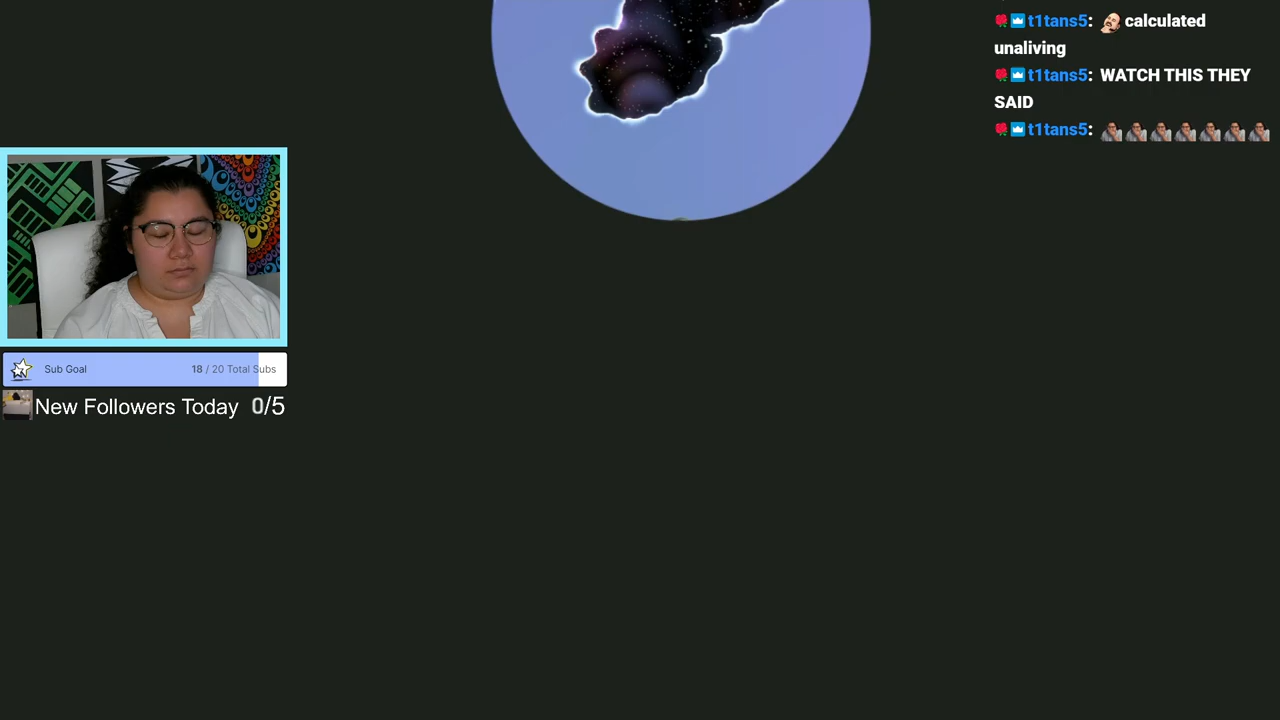 t1tans5: calculated
unaliving
t1tans5: WATCH THIS THEY
SAID
t1tans5:
Sub Goal 18 / 20 Total Subs
New Followers Today 0/5